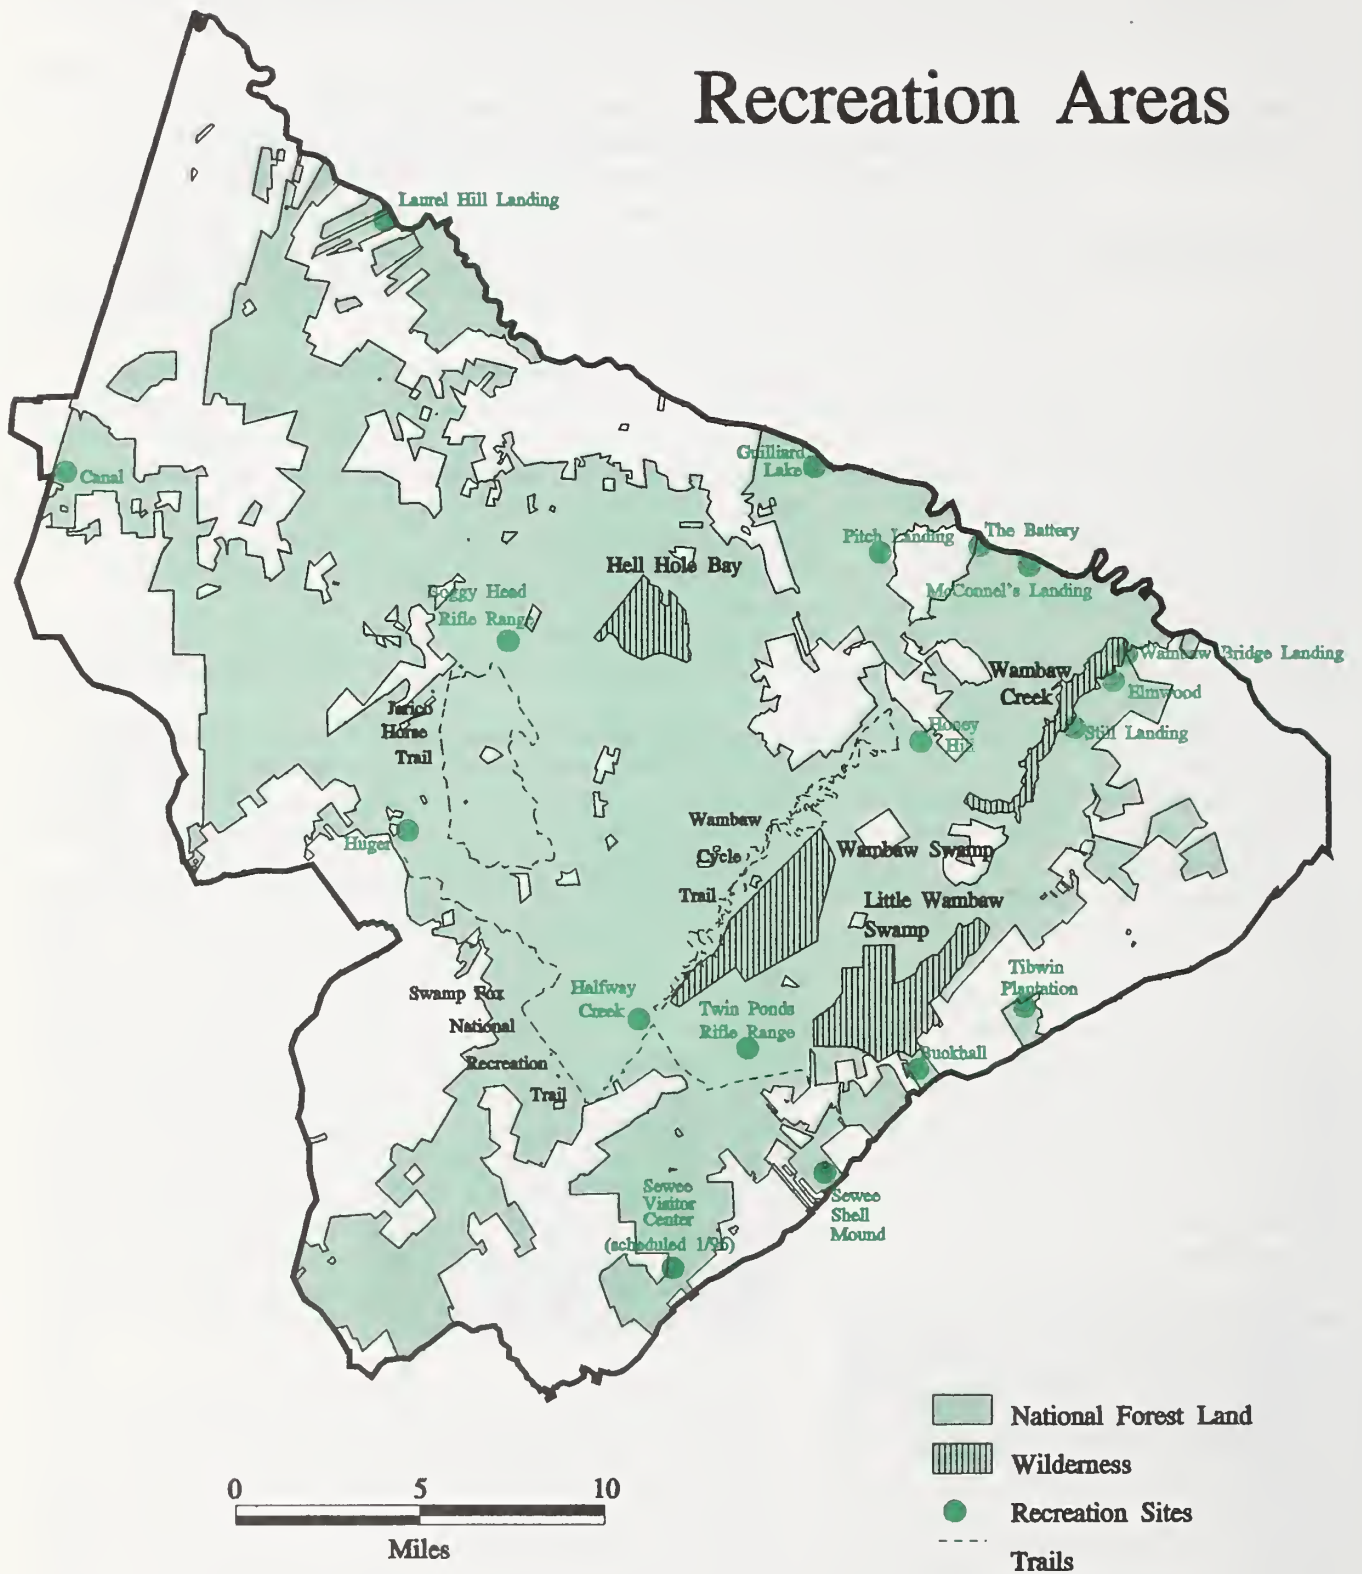 Recreation Areas
Laurel Hill Landing
Canal
Guilliard
Lake
Pitch Landing
The Battery
McConnel's Landing
Hell Hole Bay
Boggy Head
Rifle Range
Wambaw
Creek
Wambaw Bridge Landing
Elmwood
Still Landing
Jarico
Horse
Trail
Honey
Hill
Huger
Wambaw
Cycle
Trail
Wambaw Swamp
Little Wambaw
Swamp
Swamp Fox
National
Recreation
Trail
Halfway
Creek
Twin Ponds
Rifle Range
Tibwin
Plantation
Buckhall
Sewee
Visitor
Center
(scheduled 1/96)
Sewee
Shell
Mound
National Forest Land
Wilderness
Recreation Sites
Trails
0 5 10
Miles